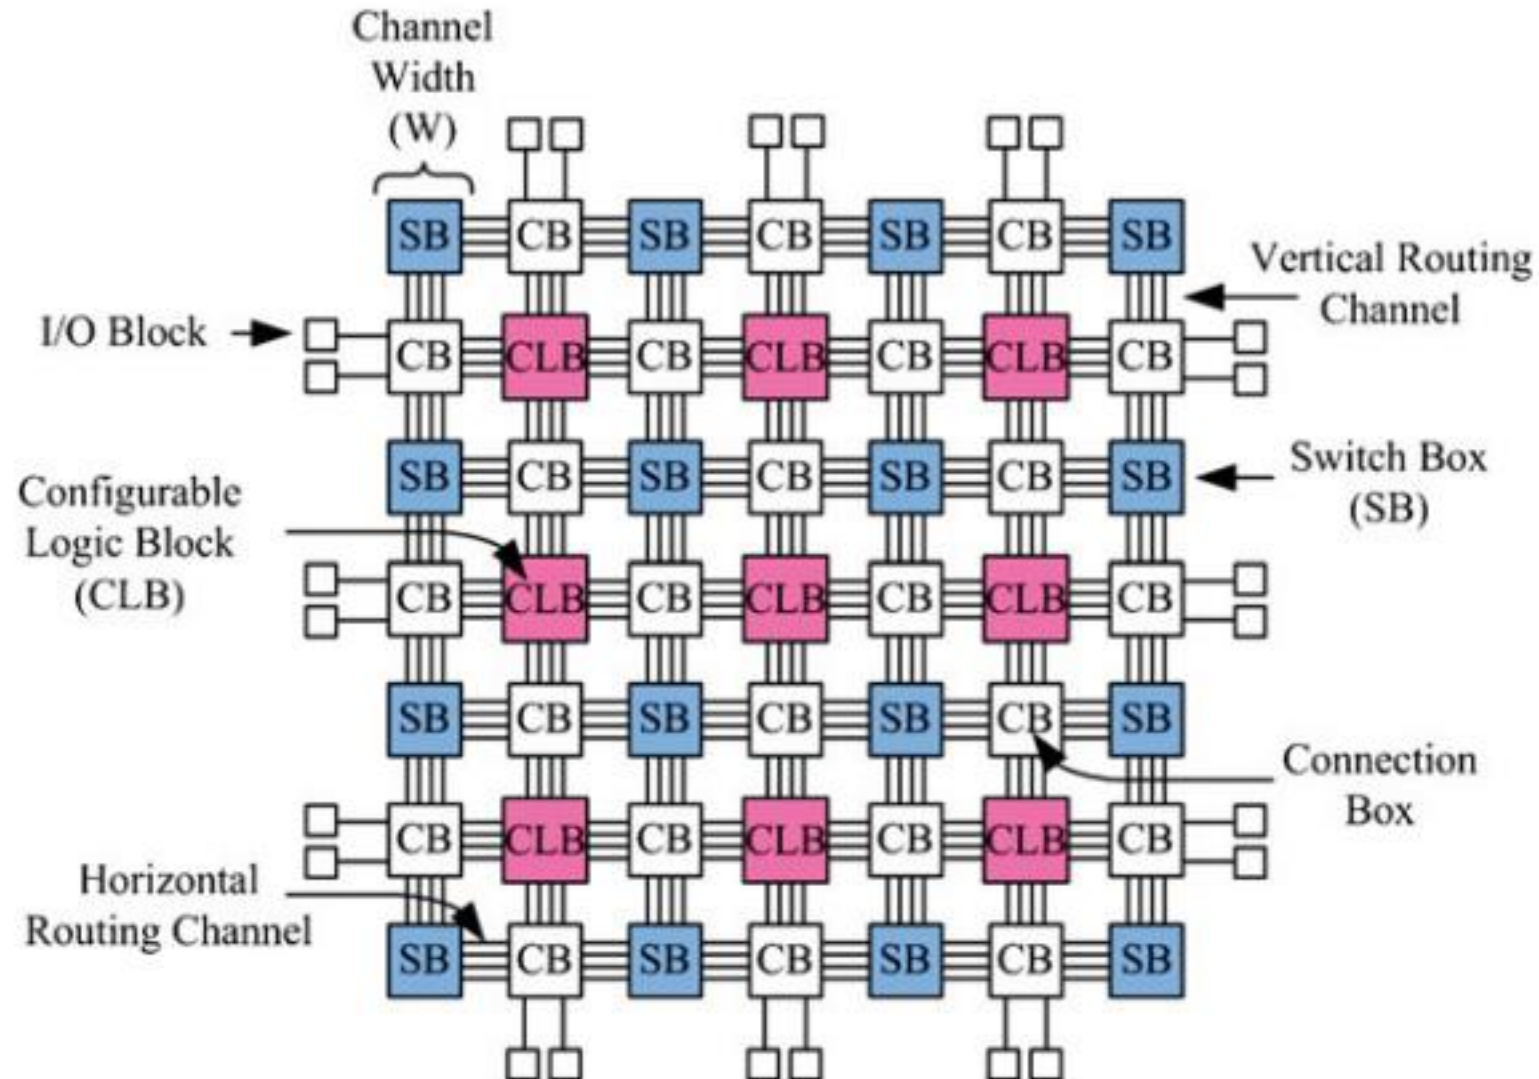 Channel
Width
(W)
SB CB SB CB SB CB SB
Vertical Routing
Channel
I/O Block
CB CLB CB CLB CB CLB CB
SB CB SB CB SB CB SB
Switch Box
(SB)
Configurable
Logic Block
(CLB)
CB CLB CB CLB CB CLB CB
SB CB SB CB SB CB SB
Connection
Box
CB CLB CB CLB CB CLB CB
Horizontal
Routing Channel
SB CB SB CB SB CB SB